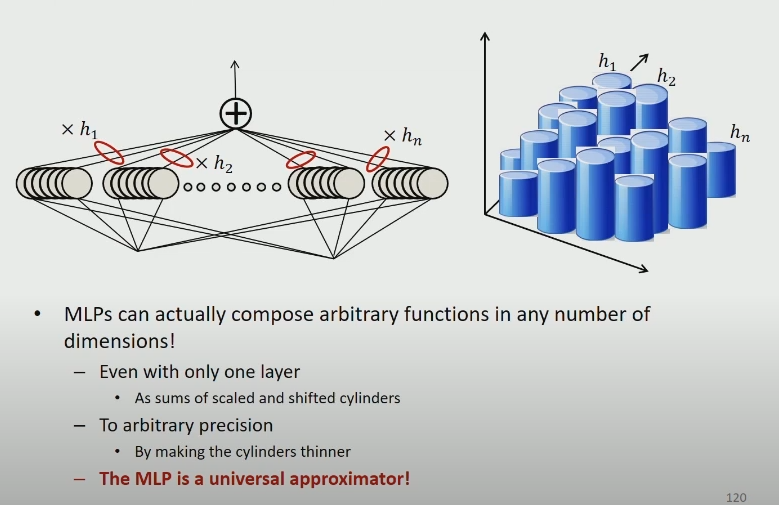 × h₁
× h₂
× hₙ
h₁
h₂
hₙ
• MLPs can actually compose arbitrary functions in any number of
dimensions!
– Even with only one layer
• As sums of scaled and shifted cylinders
– To arbitrary precision
• By making the cylinders thinner
– The MLP is a universal approximator!
120